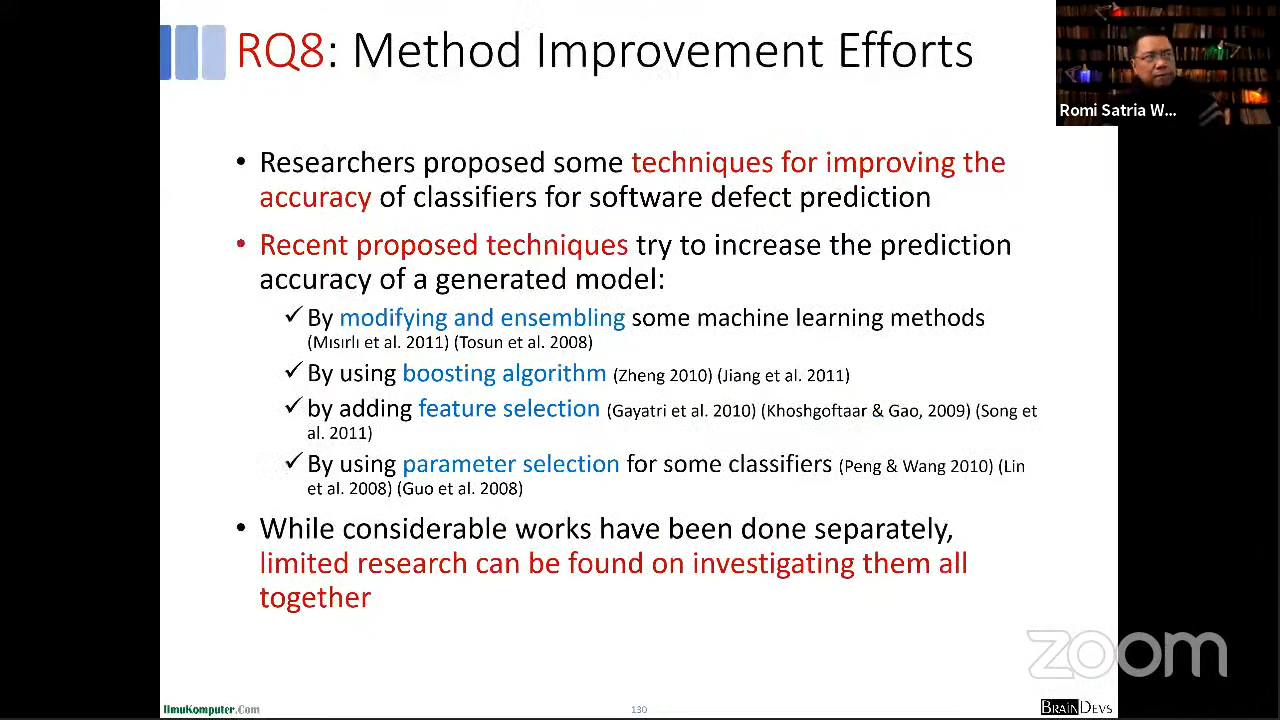 RQ8: Method Improvement Efforts
Romi Satria W...
• Researchers proposed some techniques for improving the
accuracy of classifiers for software defect prediction
• Recent proposed techniques try to increase the prediction
accuracy of a generated model:
✓ By modifying and ensembling some machine learning methods
(Mısırlı et al. 2011) (Tosun et al. 2008)
✓ By using boosting algorithm (Zheng 2010) (Jiang et al. 2011)
✓ by adding feature selection (Gayatri et al. 2010) (Khoshgoftaar & Gao, 2009) (Song et
al. 2011)
✓ By using parameter selection for some classifiers (Peng & Wang 2010) (Lin
et al. 2008) (Guo et al. 2008)
• While considerable works have been done separately,
limited research can be found on investigating them all
together
zoom
IlmuKomputer.Com
130
BRAINDEVS